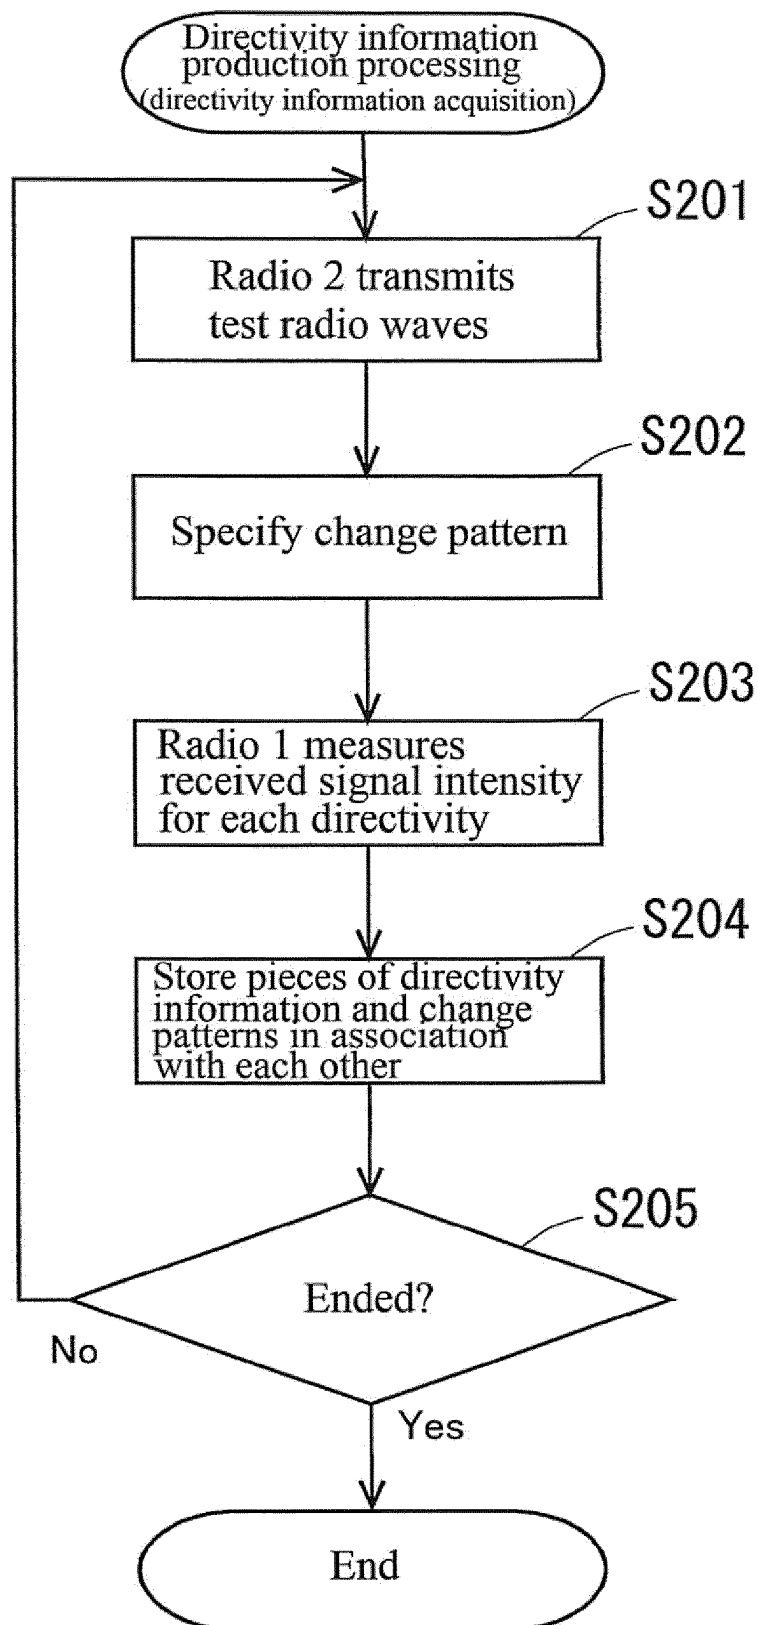 Directivity information
production processing
(directivity information acquisition)
S201
Radio 2 transmits
test radio waves
S202
Specify change pattern
S203
Radio 1 measures
received signal intensity
for each directivity
S204
Store pieces of directivity
information and change
patterns in association
with each other
S205
Ended?
No
Yes
End